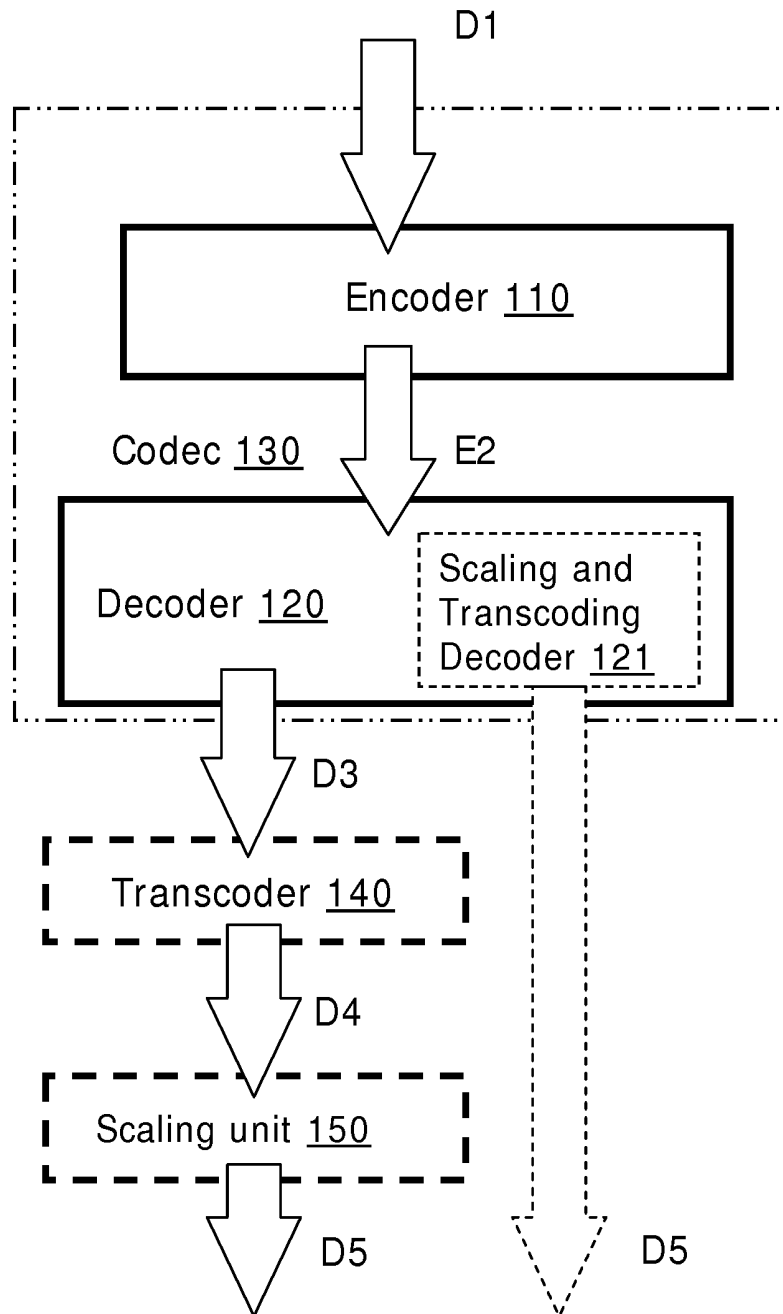 D1
Encoder 110
Codec 130
E2
Decoder 120
Scaling and
Transcoding
Decoder 121
D3
Transcoder 140
D4
Scaling unit 150
D5
D5